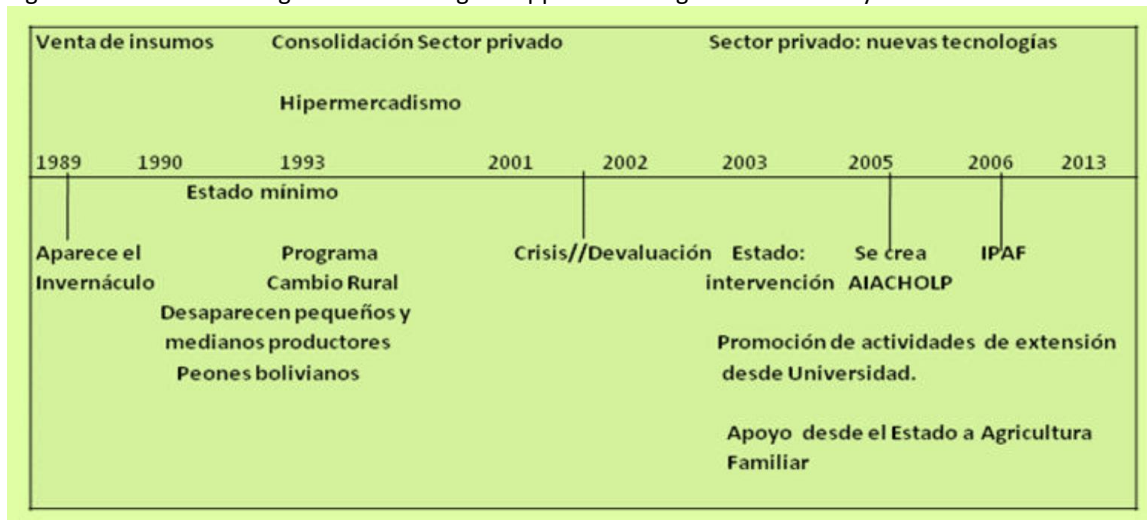 Venta de insumos Consolidación Sector privado Sector privado: nuevas tecnologías
Hipermercadismo
1989 1990 1993 2001 2002 2003 2005 2006 2013
Estado mínimo
Aparece el Programa Crisis//Devaluación Estado: Se crea IPAF
Invernáculo Cambio Rural intervención AIACHOLP
Desaparecen pequeños y
medianos productores Promoción de actividades de extensión
Peones bolivianos desde Universidad.
Apoyo desde el Estado a Agricultura
Familiar